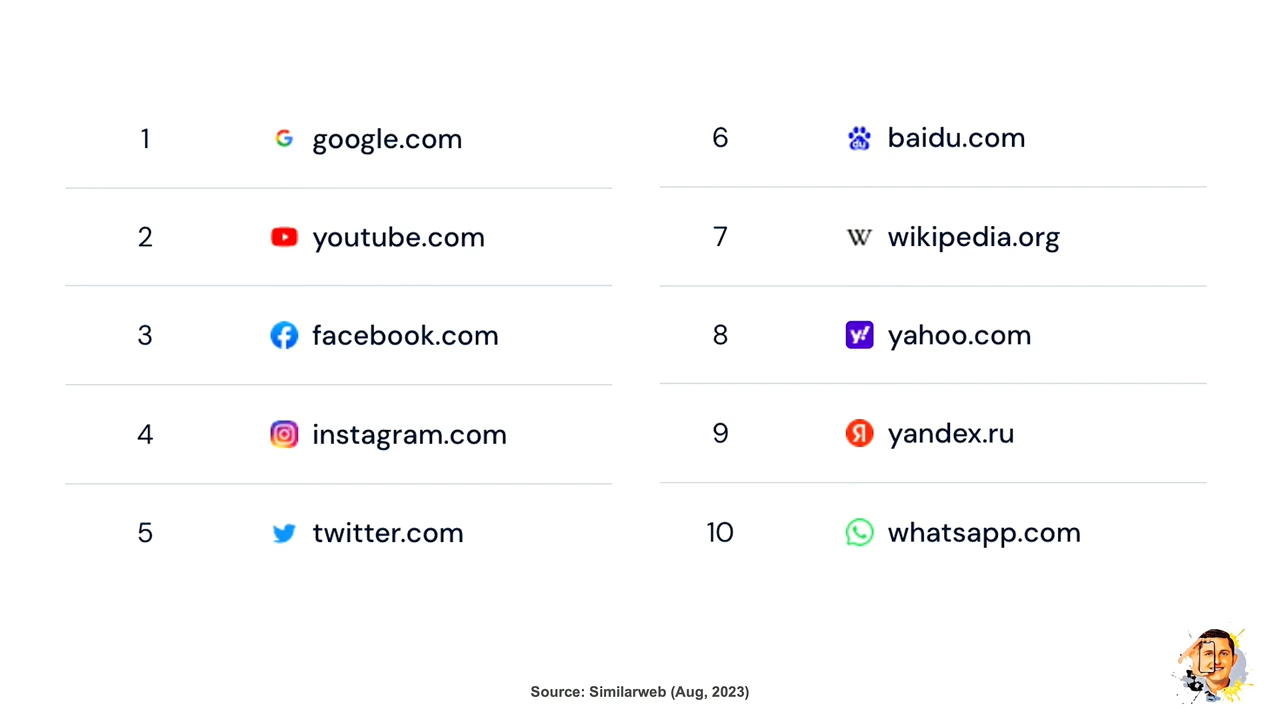 1 google.com
2 youtube.com
3 facebook.com
4 instagram.com
5 twitter.com
6 du baidu.com
7 W wikipedia.org
8 y! yahoo.com
9 Я yandex.ru
10 whatsapp.com
Source: Similarweb (Aug, 2023)